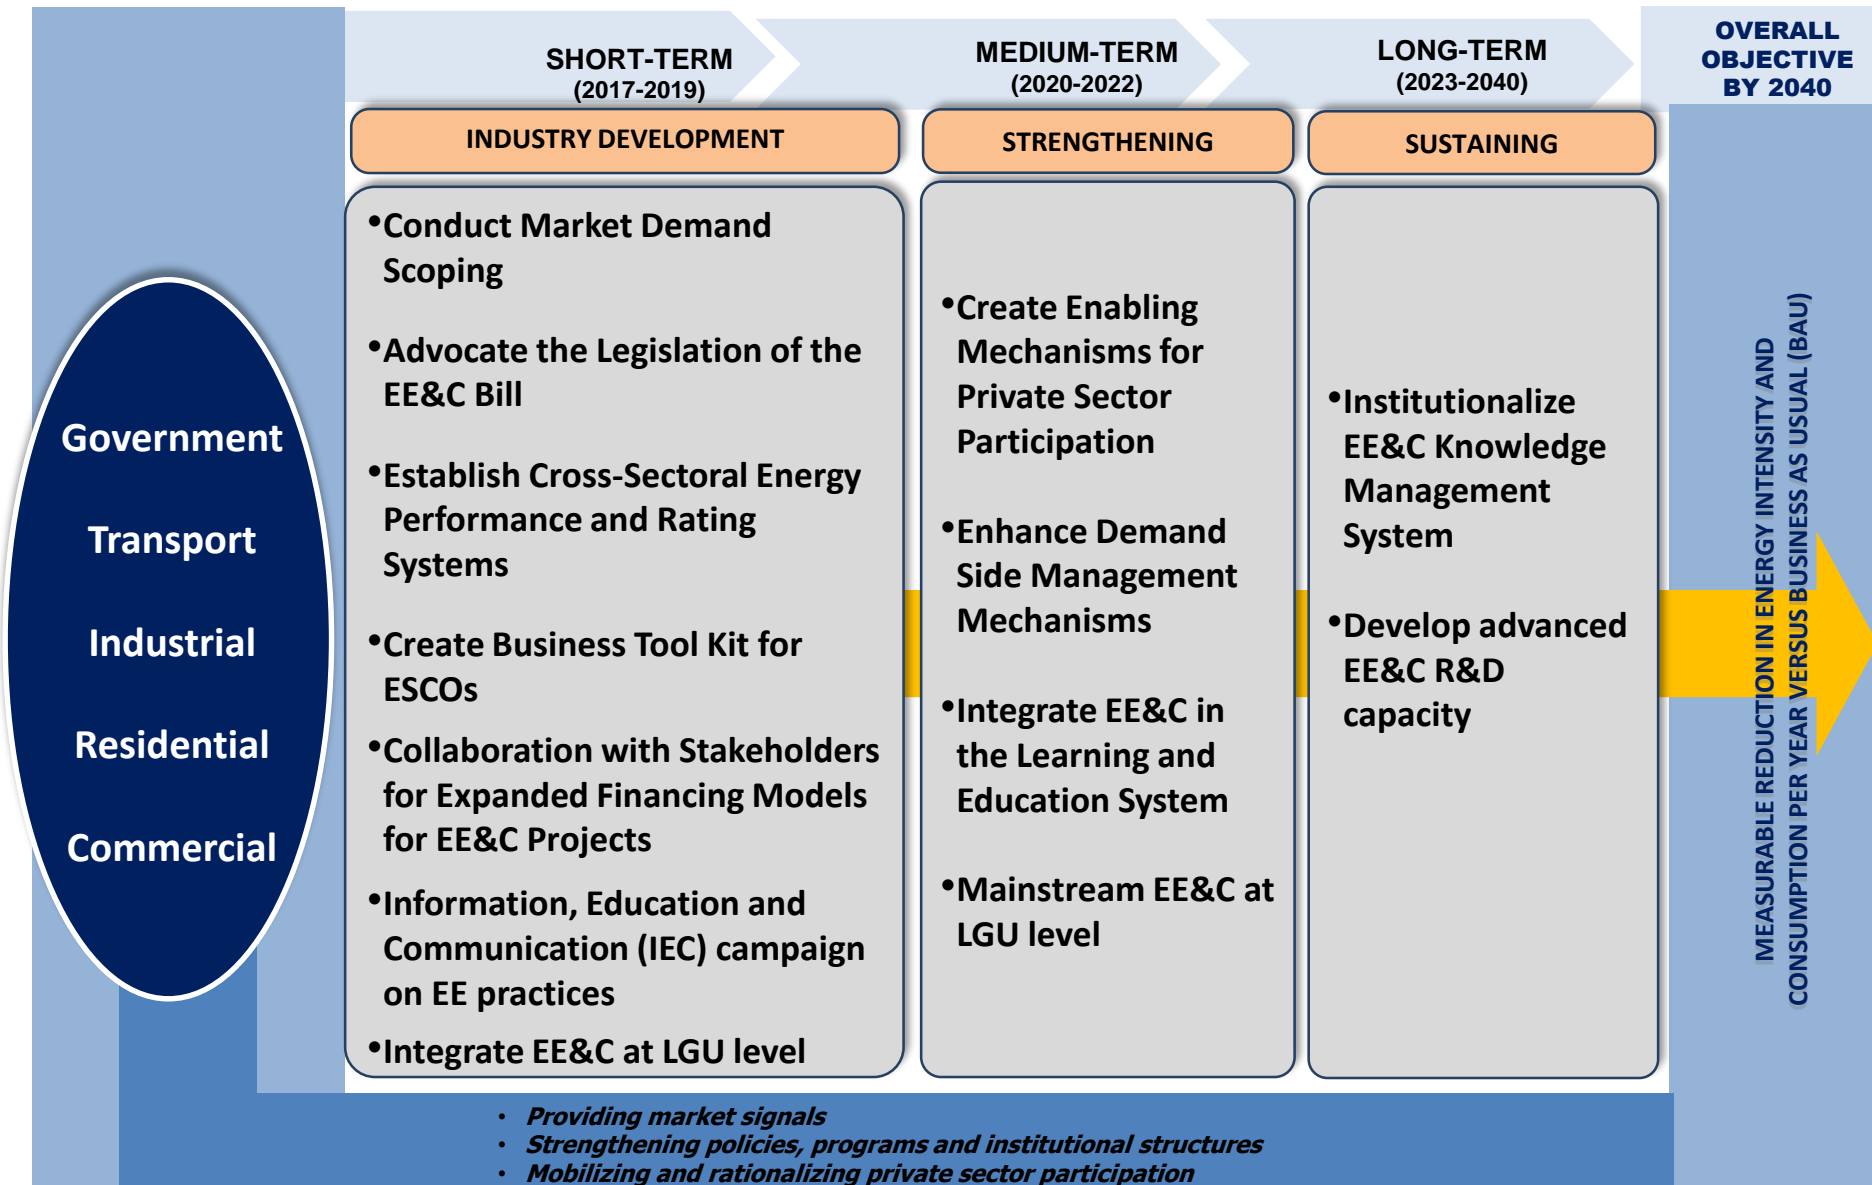 SHORT-TERM
(2017-2019)
MEDIUM-TERM
(2020-2022)
LONG-TERM
(2023-2040)
OVERALL
OBJECTIVE
BY 2040
INDUSTRY DEVELOPMENT
STRENGTHENING
SUSTAINING
Government
Transport
Industrial
Residential
Commercial
•Conduct Market Demand
Scoping
•Advocate the Legislation of the
EE&C Bill
•Establish Cross-Sectoral Energy
Performance and Rating
Systems
•Create Business Tool Kit for
ESCOs
•Collaboration with Stakeholders
for Expanded Financing Models
for EE&C Projects
•Information, Education and
Communication (IEC) campaign
on EE practices
•Integrate EE&C at LGU level
•Create Enabling
Mechanisms for
Private Sector
Participation
•Enhance Demand
Side Management
Mechanisms
•Integrate EE&C in
the Learning and
Education System
•Mainstream EE&C at
LGU level
•Institutionalize
EE&C Knowledge
Management
System
•Develop advanced
EE&C R&D
capacity
MEASURABLE REDUCTION IN ENERGY INTENSITY AND
CONSUMPTION PER YEAR VERSUS BUSINESS AS USUAL (BAU)
• Providing market signals
• Strengthening policies, programs and institutional structures
• Mobilizing and rationalizing private sector participation